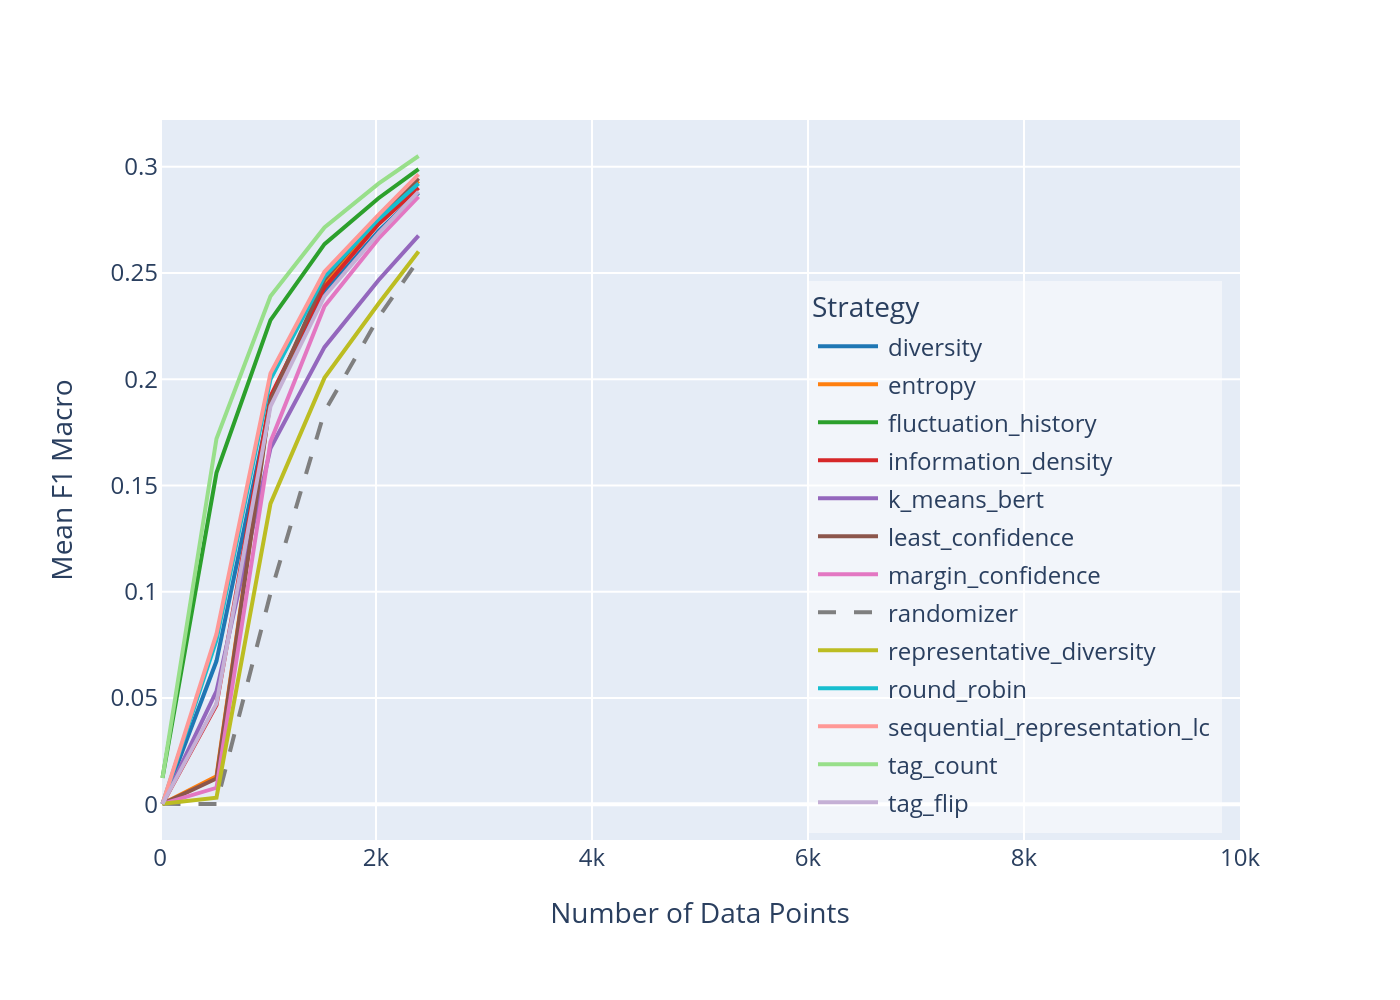 0.3
0.25
0.2
0.15
0.1
0.05
0
Mean F1 Macro
0 2k 4k 6k 8k 10k
Number of Data Points
Strategy
diversity
entropy
fluctuation_history
information_density
k_means_bert
least_confidence
margin_confidence
randomizer
representative_diversity
round_robin
sequential_representation_lc
tag_count
tag_flip